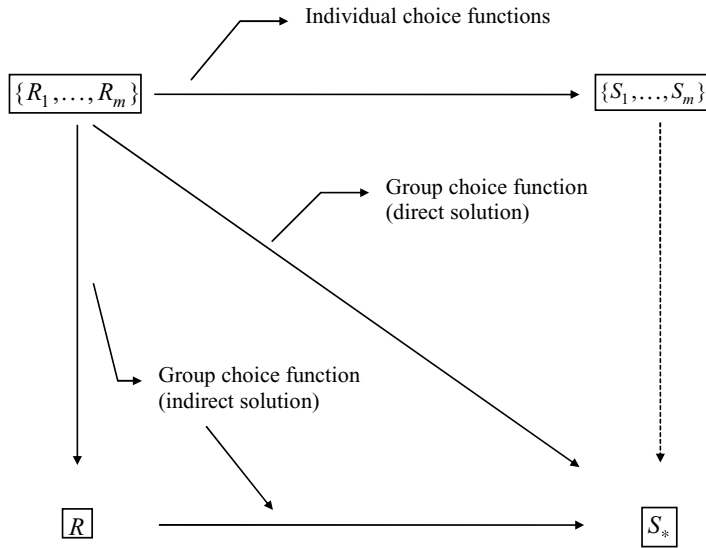 Individual choice functions
{R₁,…,Rₘ}
{S₁,…,Sₘ}
Group choice function
(direct solution)
Group choice function
(indirect solution)
R
S*